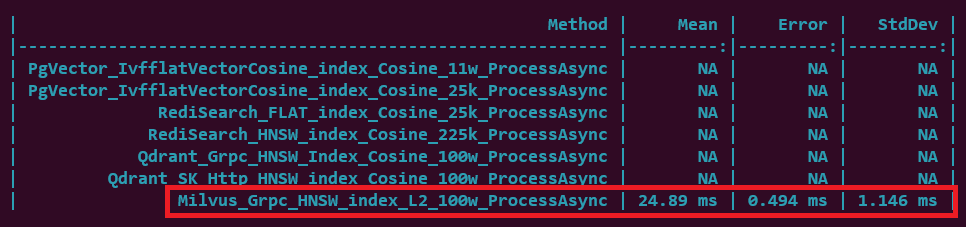 | Method | Mean | Error | StdDev |
|----------------------------------------------------------- |---------:|---------:|---------:|
| PgVector_IvfflatVectorCosine_index_Cosine_11w_ProcessAsync | NA | NA | NA |
| PgVector_IvfflatVectorCosine_index_Cosine_25k_ProcessAsync | NA | NA | NA |
| RediSearch_FLAT_index_Cosine_25k_ProcessAsync | NA | NA | NA |
| RediSearch_HNSW_index_Cosine_225k_ProcessAsync | NA | NA | NA |
| Qdrant_Grpc_HNSW_Index_Cosine_100w_ProcessAsync | NA | NA | NA |
| Qdrant_SK_Http_HNSW_index_Cosine_100w_ProcessAsync | NA | NA | NA |
| Milvus_Grpc_HNSW_index_L2_100w_ProcessAsync | 24.89 ms | 0.494 ms | 1.146 ms |